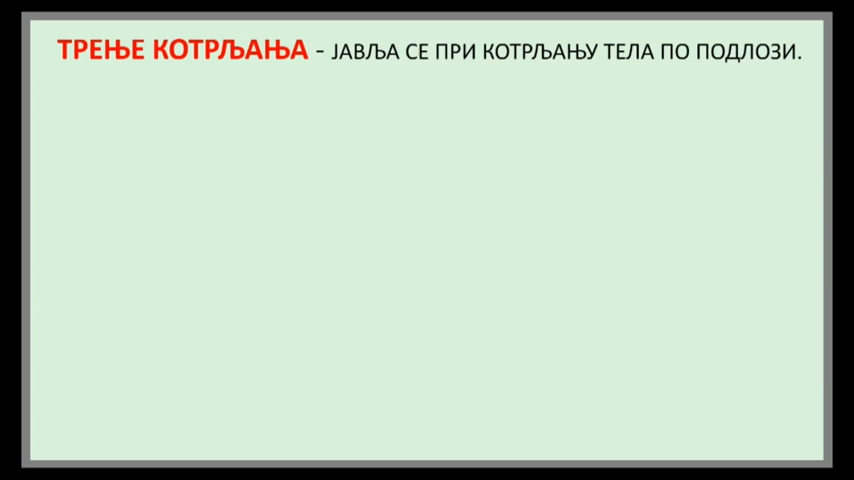 ТРЕЊЕ КОТРЉАЊА - ЈАВЉА СЕ ПРИ КОТРЉАЊУ ТЕЛА ПО ПОДЛОЗИ.